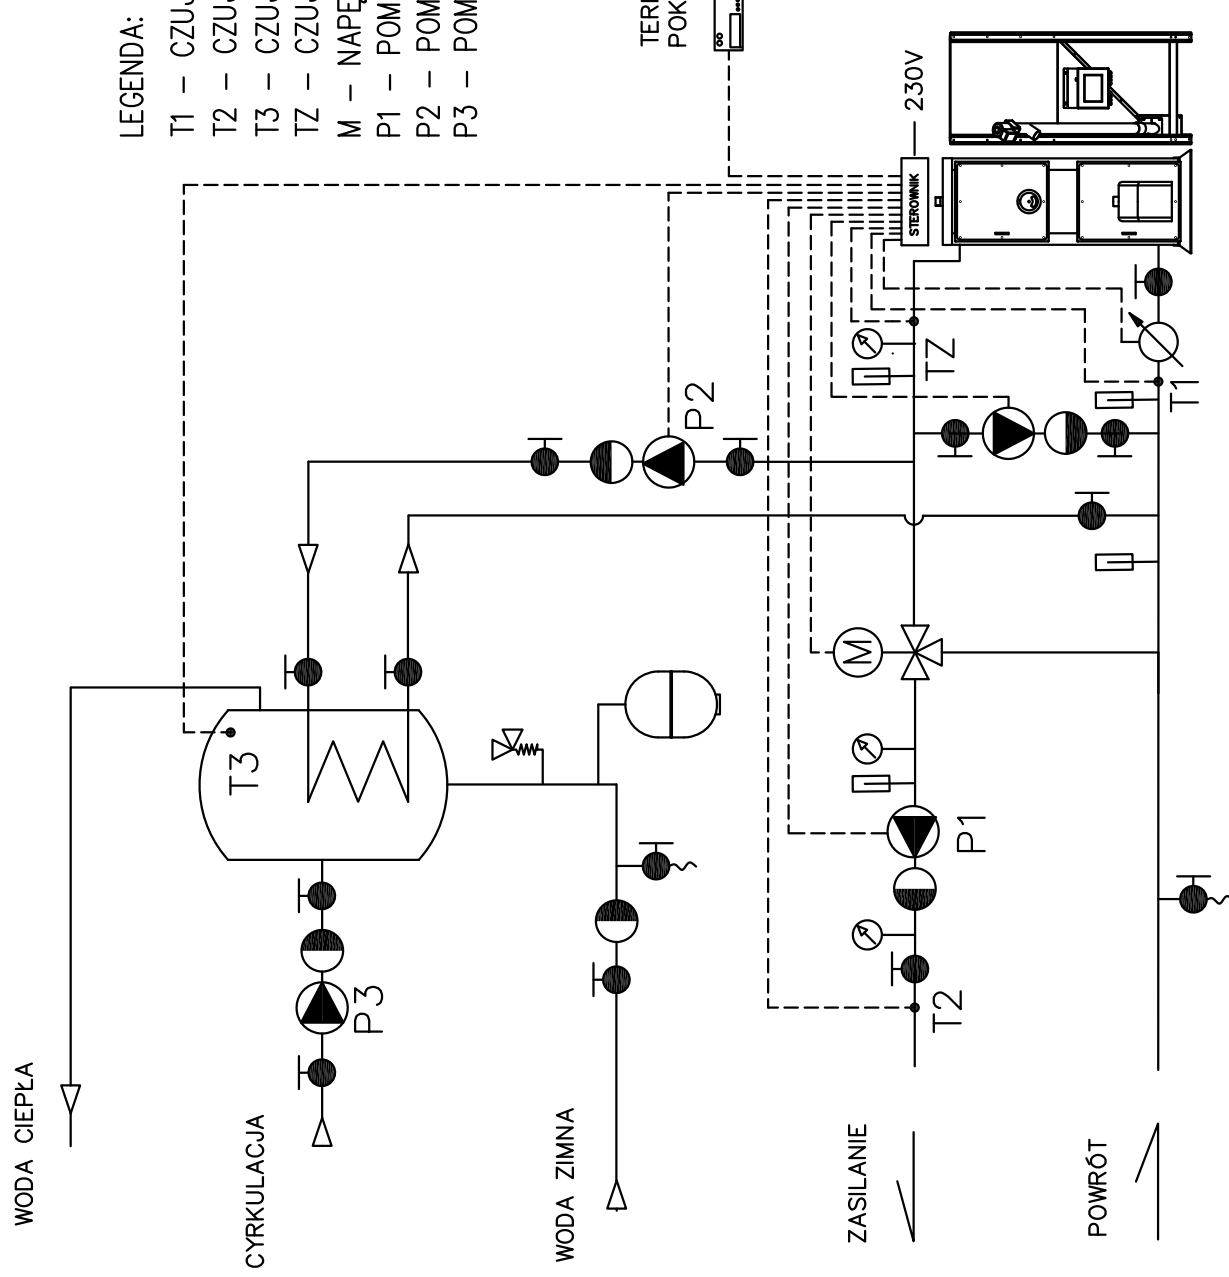 LEGENDA:
T1 – CZUJ
T2 – CZUJ
T3 – CZUJ
TZ – CZUJ
M – NAPĘ
P1 – POM
P2 – POM
P3 – POM
POK
230V
STEROWNIK
TZ
T1
P2
M
T3
P1
P3
T2
WODA CIEPŁA
CYRKULACJA
WODA ZIMNA
ZASILANIE
POWRÓT